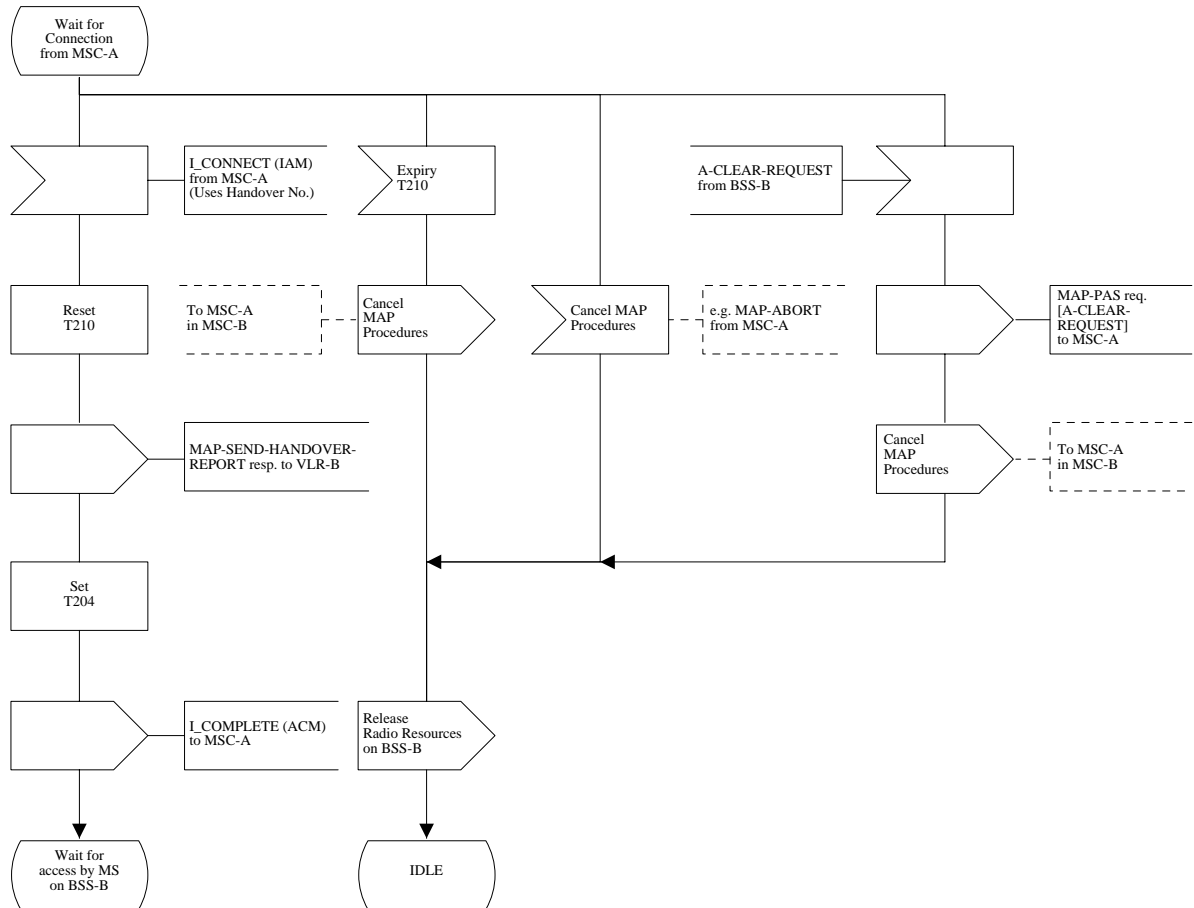 Wait for
Connection
from MSC-A
I_CONNECT (IAM)
from MSC-A
(Uses Handover No.)
Expiry
T210
A-CLEAR-REQUEST
from BSS-B
Reset
T210
To MSC-A
in MSC-B
Cancel
MAP
Procedures
Cancel MAP
Procedures
e.g. MAP-ABORT
from MSC-A
MAP-PAS req.
[A-CLEAR-
REQUEST]
to MSC-A
MAP-SEND-HANDOVER-
REPORT resp. to VLR-B
Cancel
MAP
Procedures
To MSC-A
in MSC-B
Set
T204
I_COMPLETE (ACM)
to MSC-A
Release
Radio Resources
on BSS-B
Wait for
access by MS
on BSS-B
IDLE